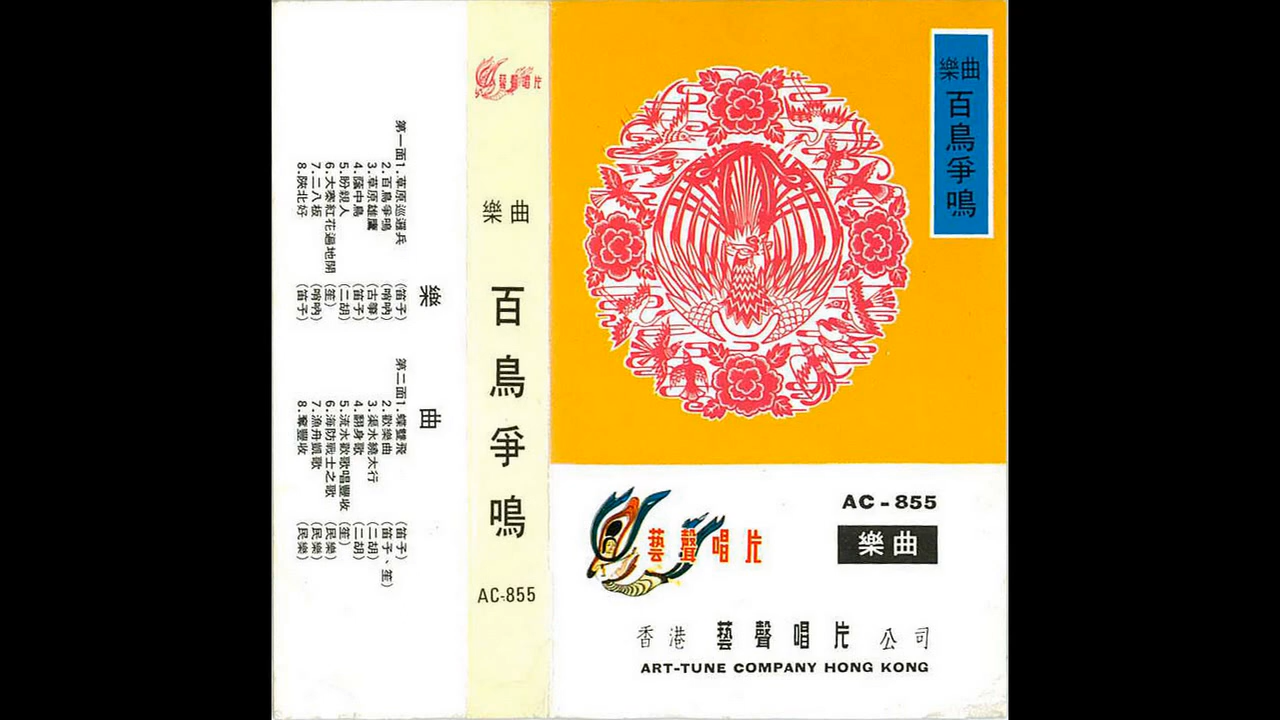 樂曲
第一面
1.草原巡邏兵 (笛子)
2.百鳥爭鳴 (嗩吶)
3.草原雄鷹 (古箏)
4.蔭中鳥 (笛子)
5.盼親人 (二胡)
6.大寨紅花遍地開 (笙)
7.二八板 (嗩吶)
8.陝北好 (笛子)
第二面
1.蝶雙飛 (笛子)
2.歡樂曲 (笛子、笙)
3.渠水繞大行 (二胡)
4.翻身歌 (二胡)
5.流水歡歌唱豐收 (笙)
6.海防戰士之歌 (民樂)
7.漁舟凱歌 (民樂)
8.奪豐收 (民樂)
藝聲唱片
樂曲
百鳥爭鳴
AC-855
樂曲
百鳥爭鳴
AC-855
樂曲
藝聲唱片
香港 藝聲唱片 公司
ART-TUNE COMPANY HONG KONG